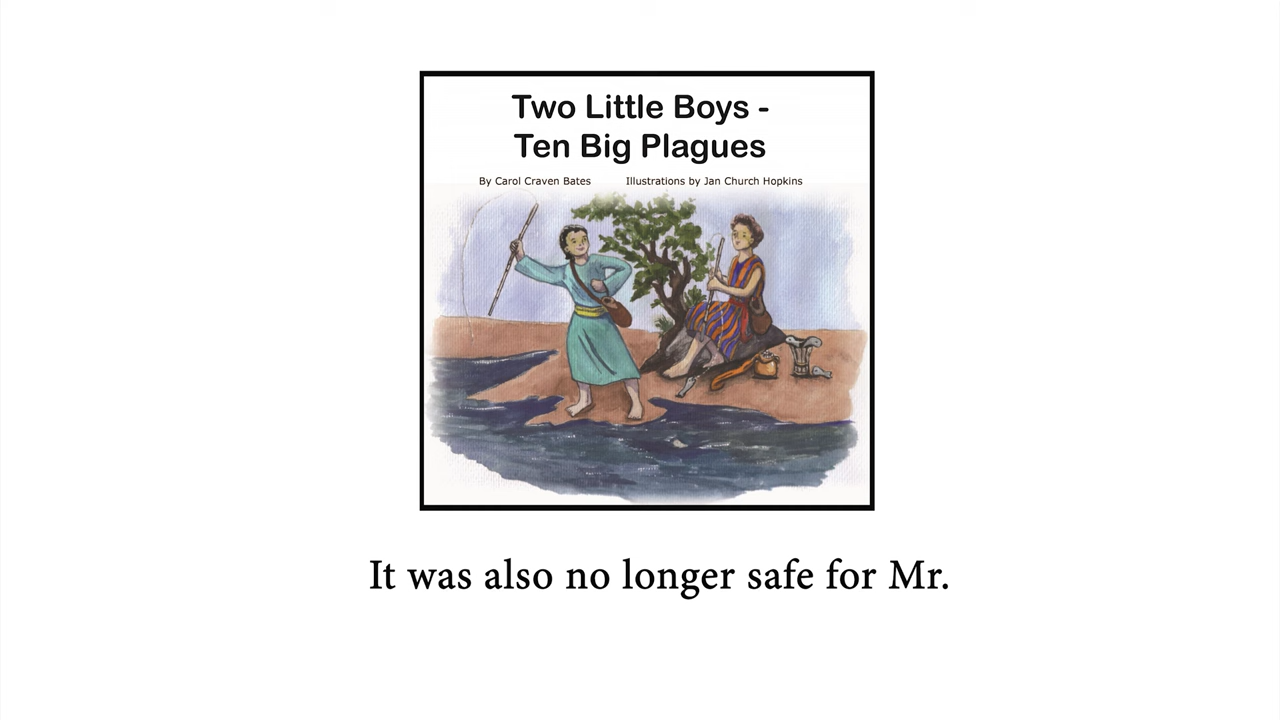 Two Little Boys -
Ten Big Plagues
By Carol Craven Bates Illustrations by Jan Church Hopkins
It was also no longer safe for Mr.